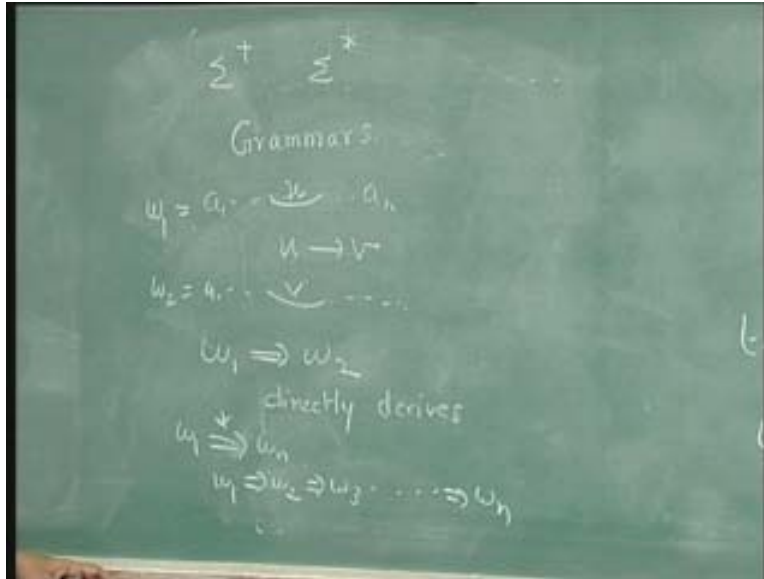 Σ⁺ Σ*
Grammars.
w₁ = a₁ . . u . . aₙ
u → v
w₂ = a₁ . . . v . . . . .
w₁ ⇒ w₂
directly derives
w₁ ⇒* wₙ
w₁ ⇒ w₂ ⇒ w₃ . . . . . ⇒ wₙ